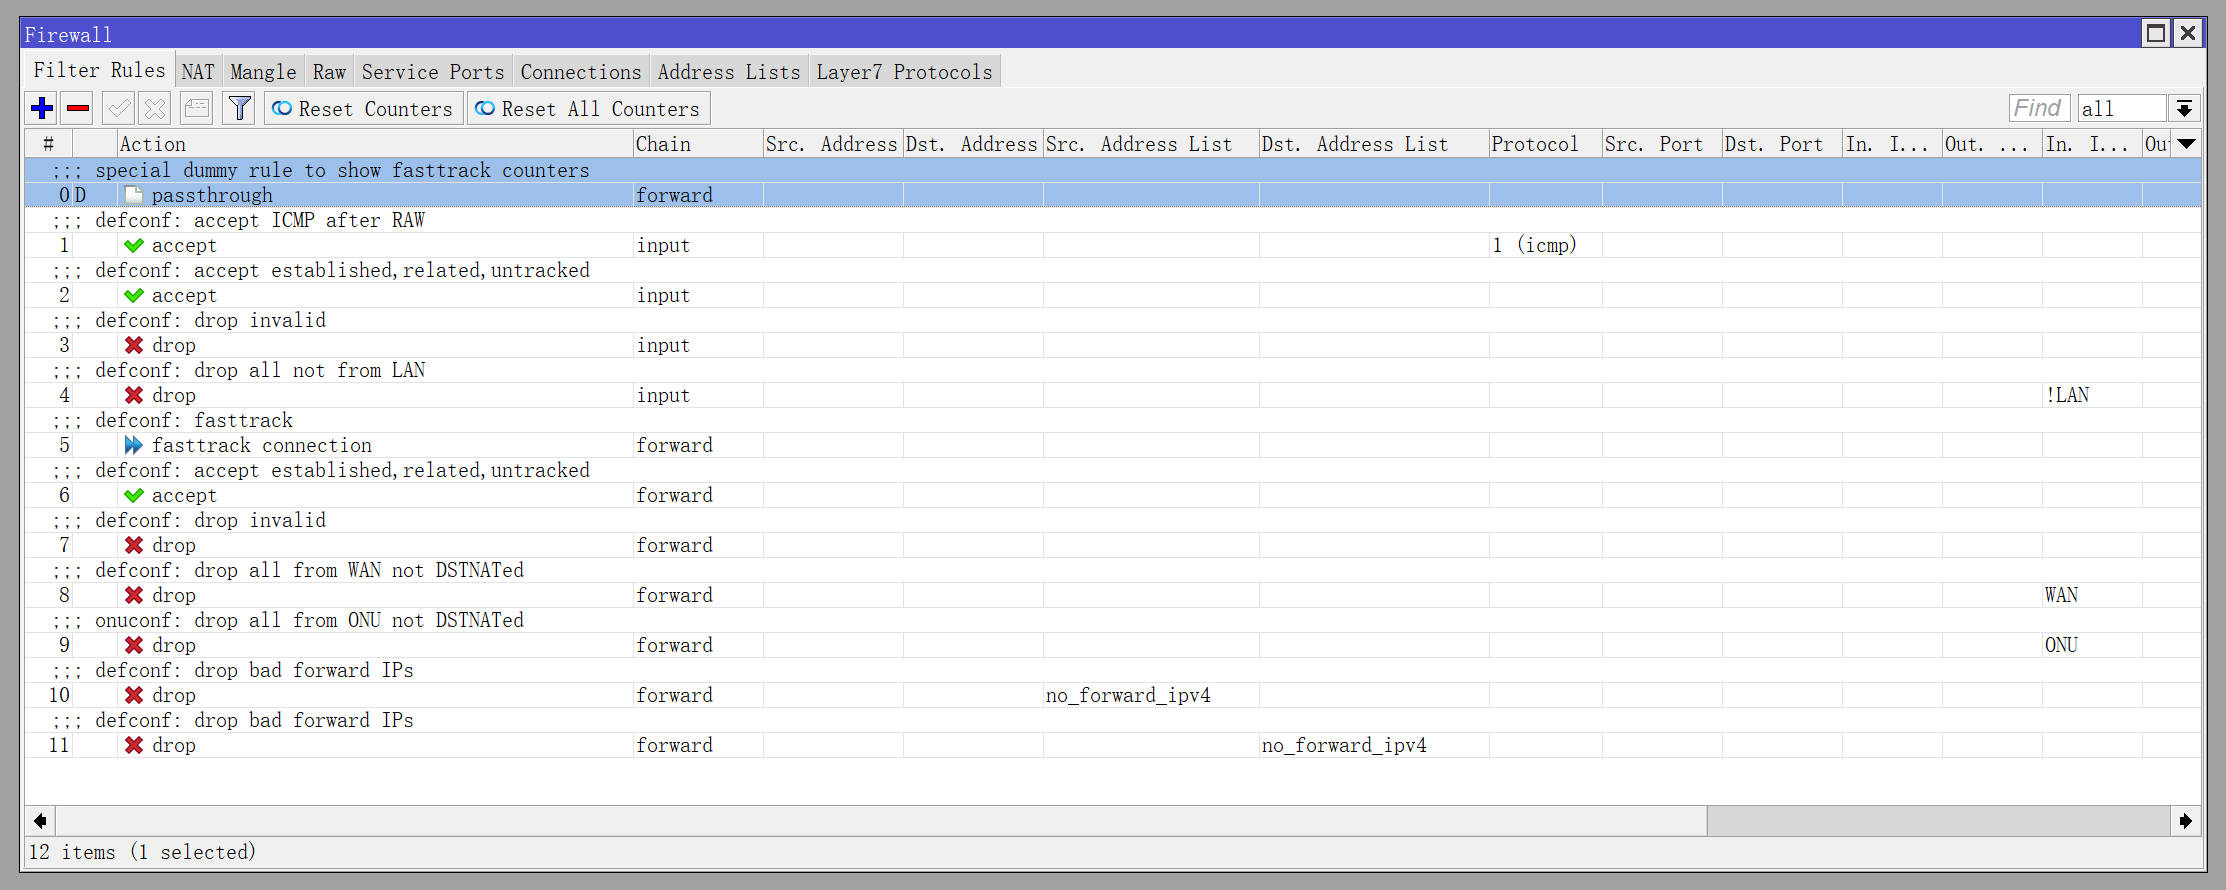 Firewall
Filter Rules NAT Mangle Raw Service Ports Connections Address Lists Layer7 Protocols
Reset Counters Reset All Counters Find all
# Action Chain Src. Address Dst. Address Src. Address List Dst. Address List Protocol Src. Port Dst. Port In. I... Out. ... In. I... Ou
;;; special dummy rule to show fasttrack counters
0 D passthrough forward
;;; defconf: accept ICMP after RAW
1 accept input 1 (icmp)
;;; defconf: accept established,related,untracked
2 accept input
;;; defconf: drop invalid
3 drop input
;;; defconf: drop all not from LAN
4 drop input !LAN
;;; defconf: fasttrack
5 fasttrack connection forward
;;; defconf: accept established,related,untracked
6 accept forward
;;; defconf: drop invalid
7 drop forward
;;; defconf: drop all from WAN not DSTNATed
8 drop forward WAN
;;; onuconf: drop all from ONU not DSTNATed
9 drop forward ONU
;;; defconf: drop bad forward IPs
10 drop forward no_forward_ipv4
;;; defconf: drop bad forward IPs
11 drop forward no_forward_ipv4
12 items (1 selected)